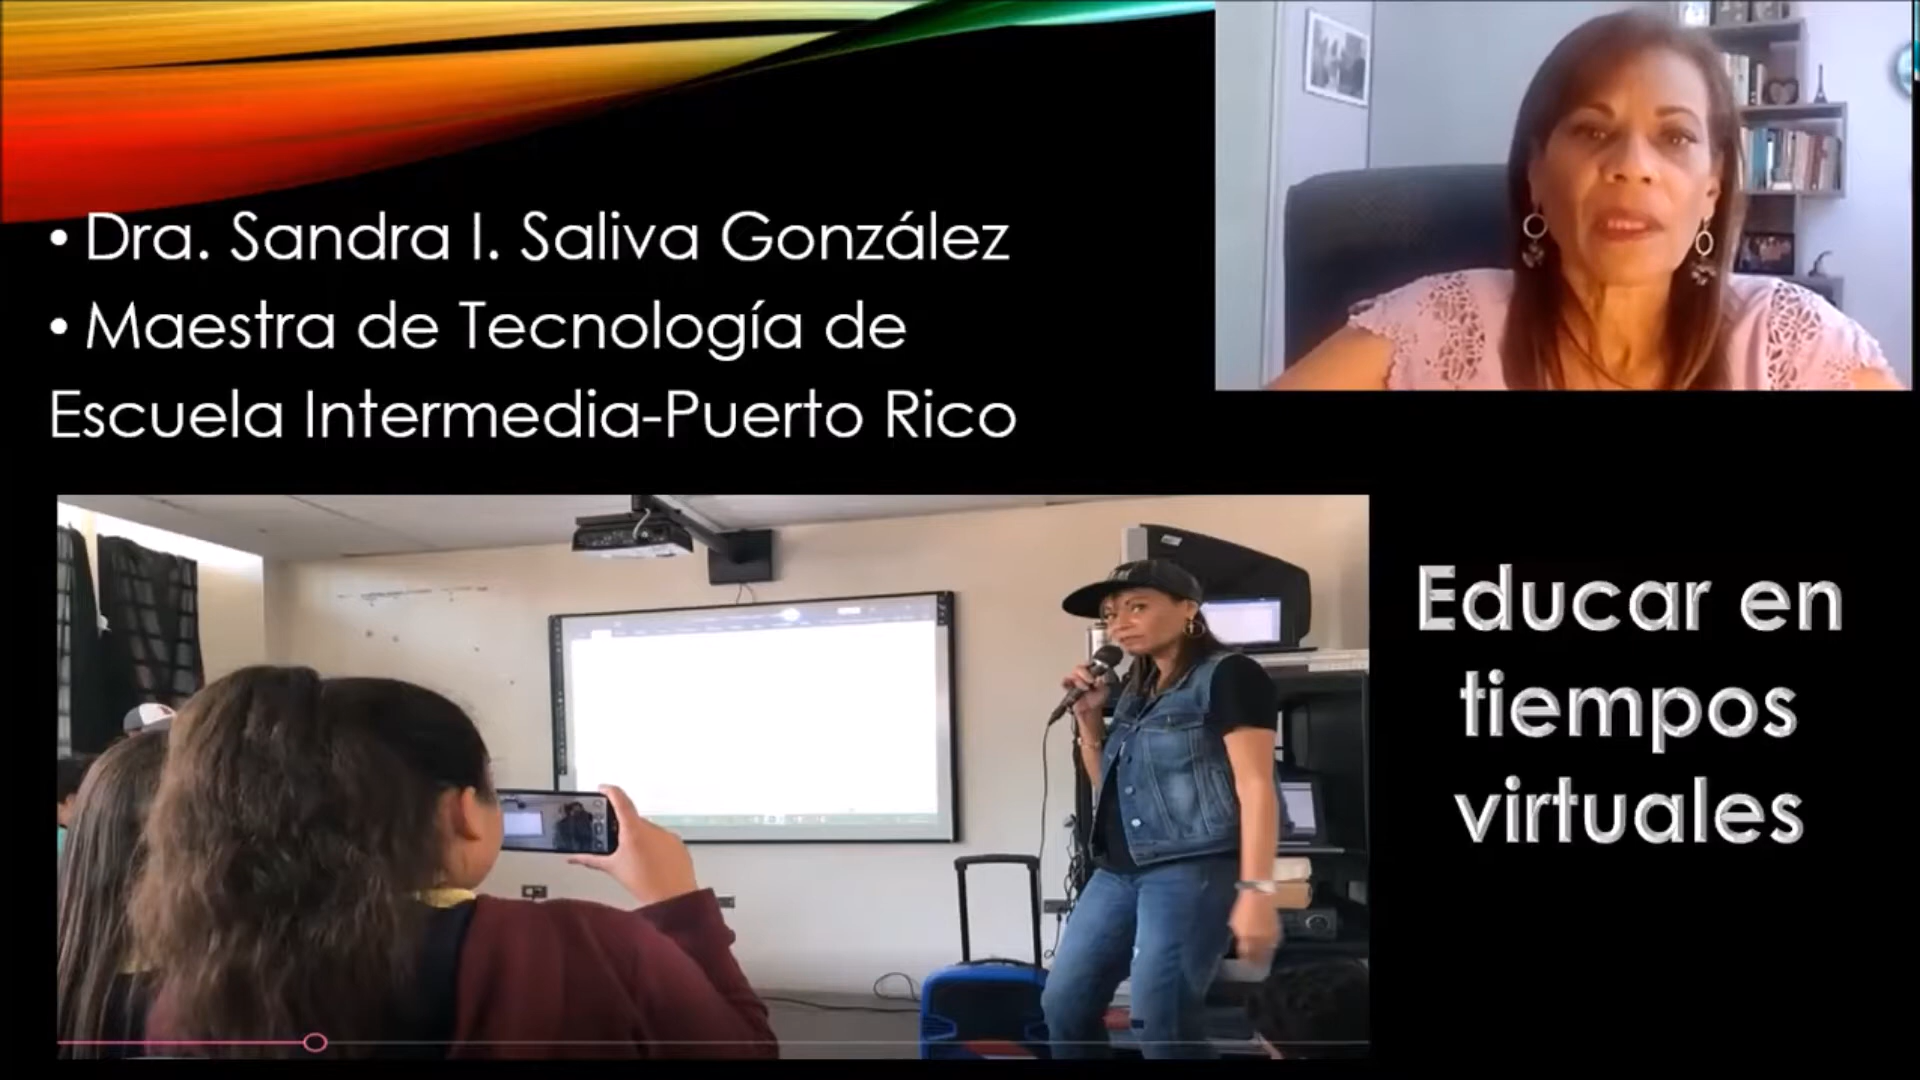 • Dra. Sandra I. Saliva González
• Maestra de Tecnología de
Escuela Intermedia-Puerto Rico
Educar en
tiempos
virtuales